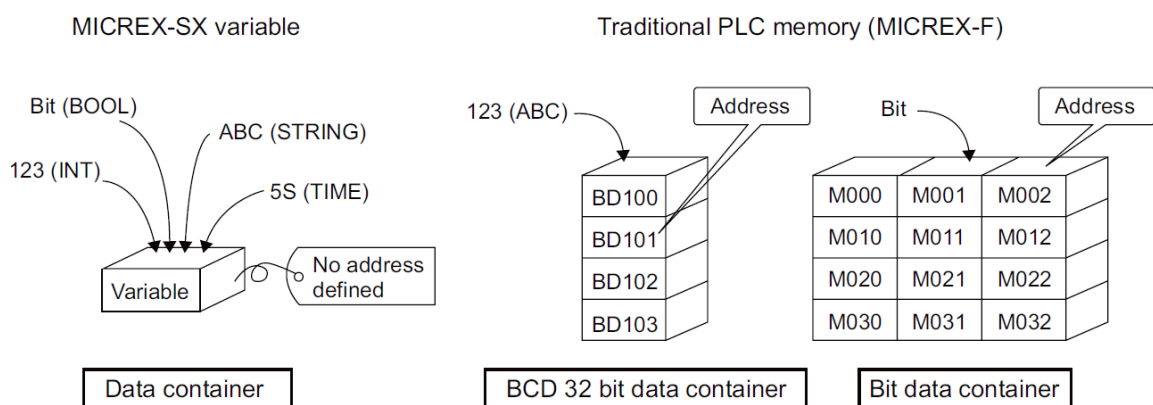 MICREX-SX variable
Bit (BOOL)
ABC (STRING)
123 (INT)
5S (TIME)
Variable
No address
defined
Data container
Traditional PLC memory (MICREX-F)
123 (ABC)
Address
BD100
BD101
BD102
BD103
BCD 32 bit data container
Bit
Address
M000 M001 M002
M010 M011 M012
M020 M021 M022
M030 M031 M032
Bit data container